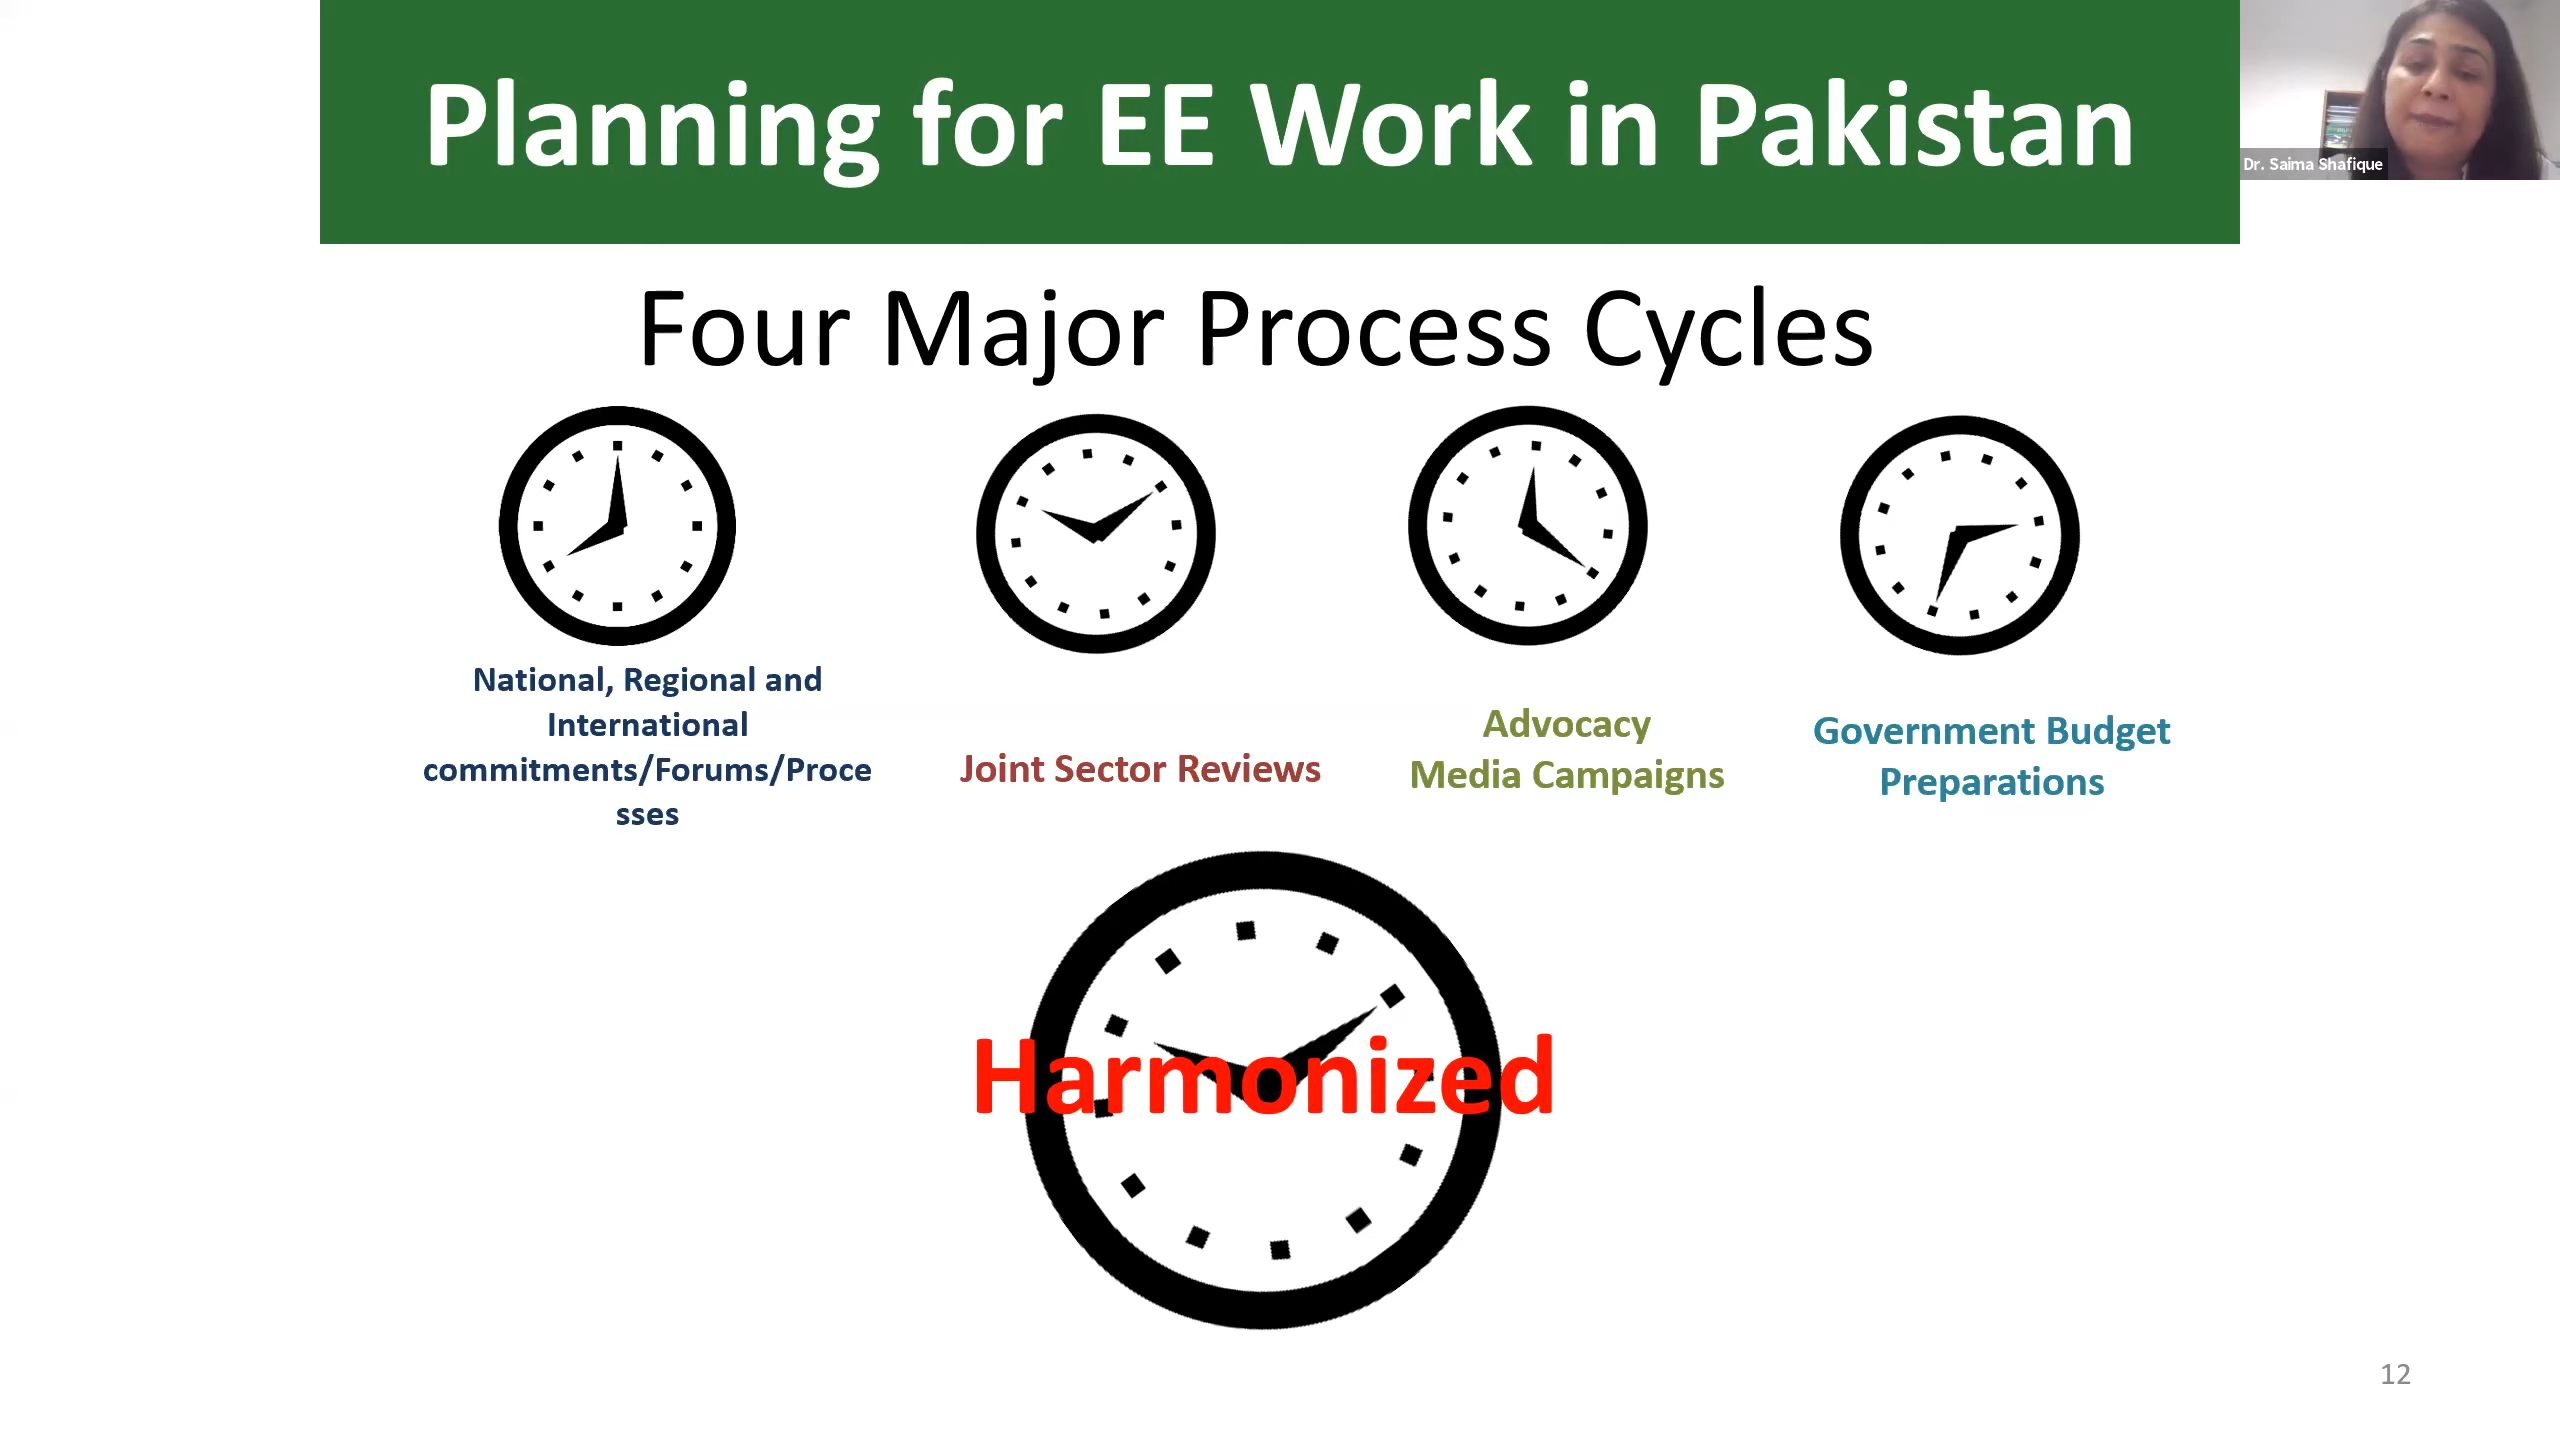 Planning for EE Work in Pakistan
Dr. Saima Shafique
Four Major Process Cycles
National, Regional and
International
commitments/Forums/Proce
sses
Joint Sector Reviews
Advocacy
Media Campaigns
Government Budget
Preparations
Harmonized
12